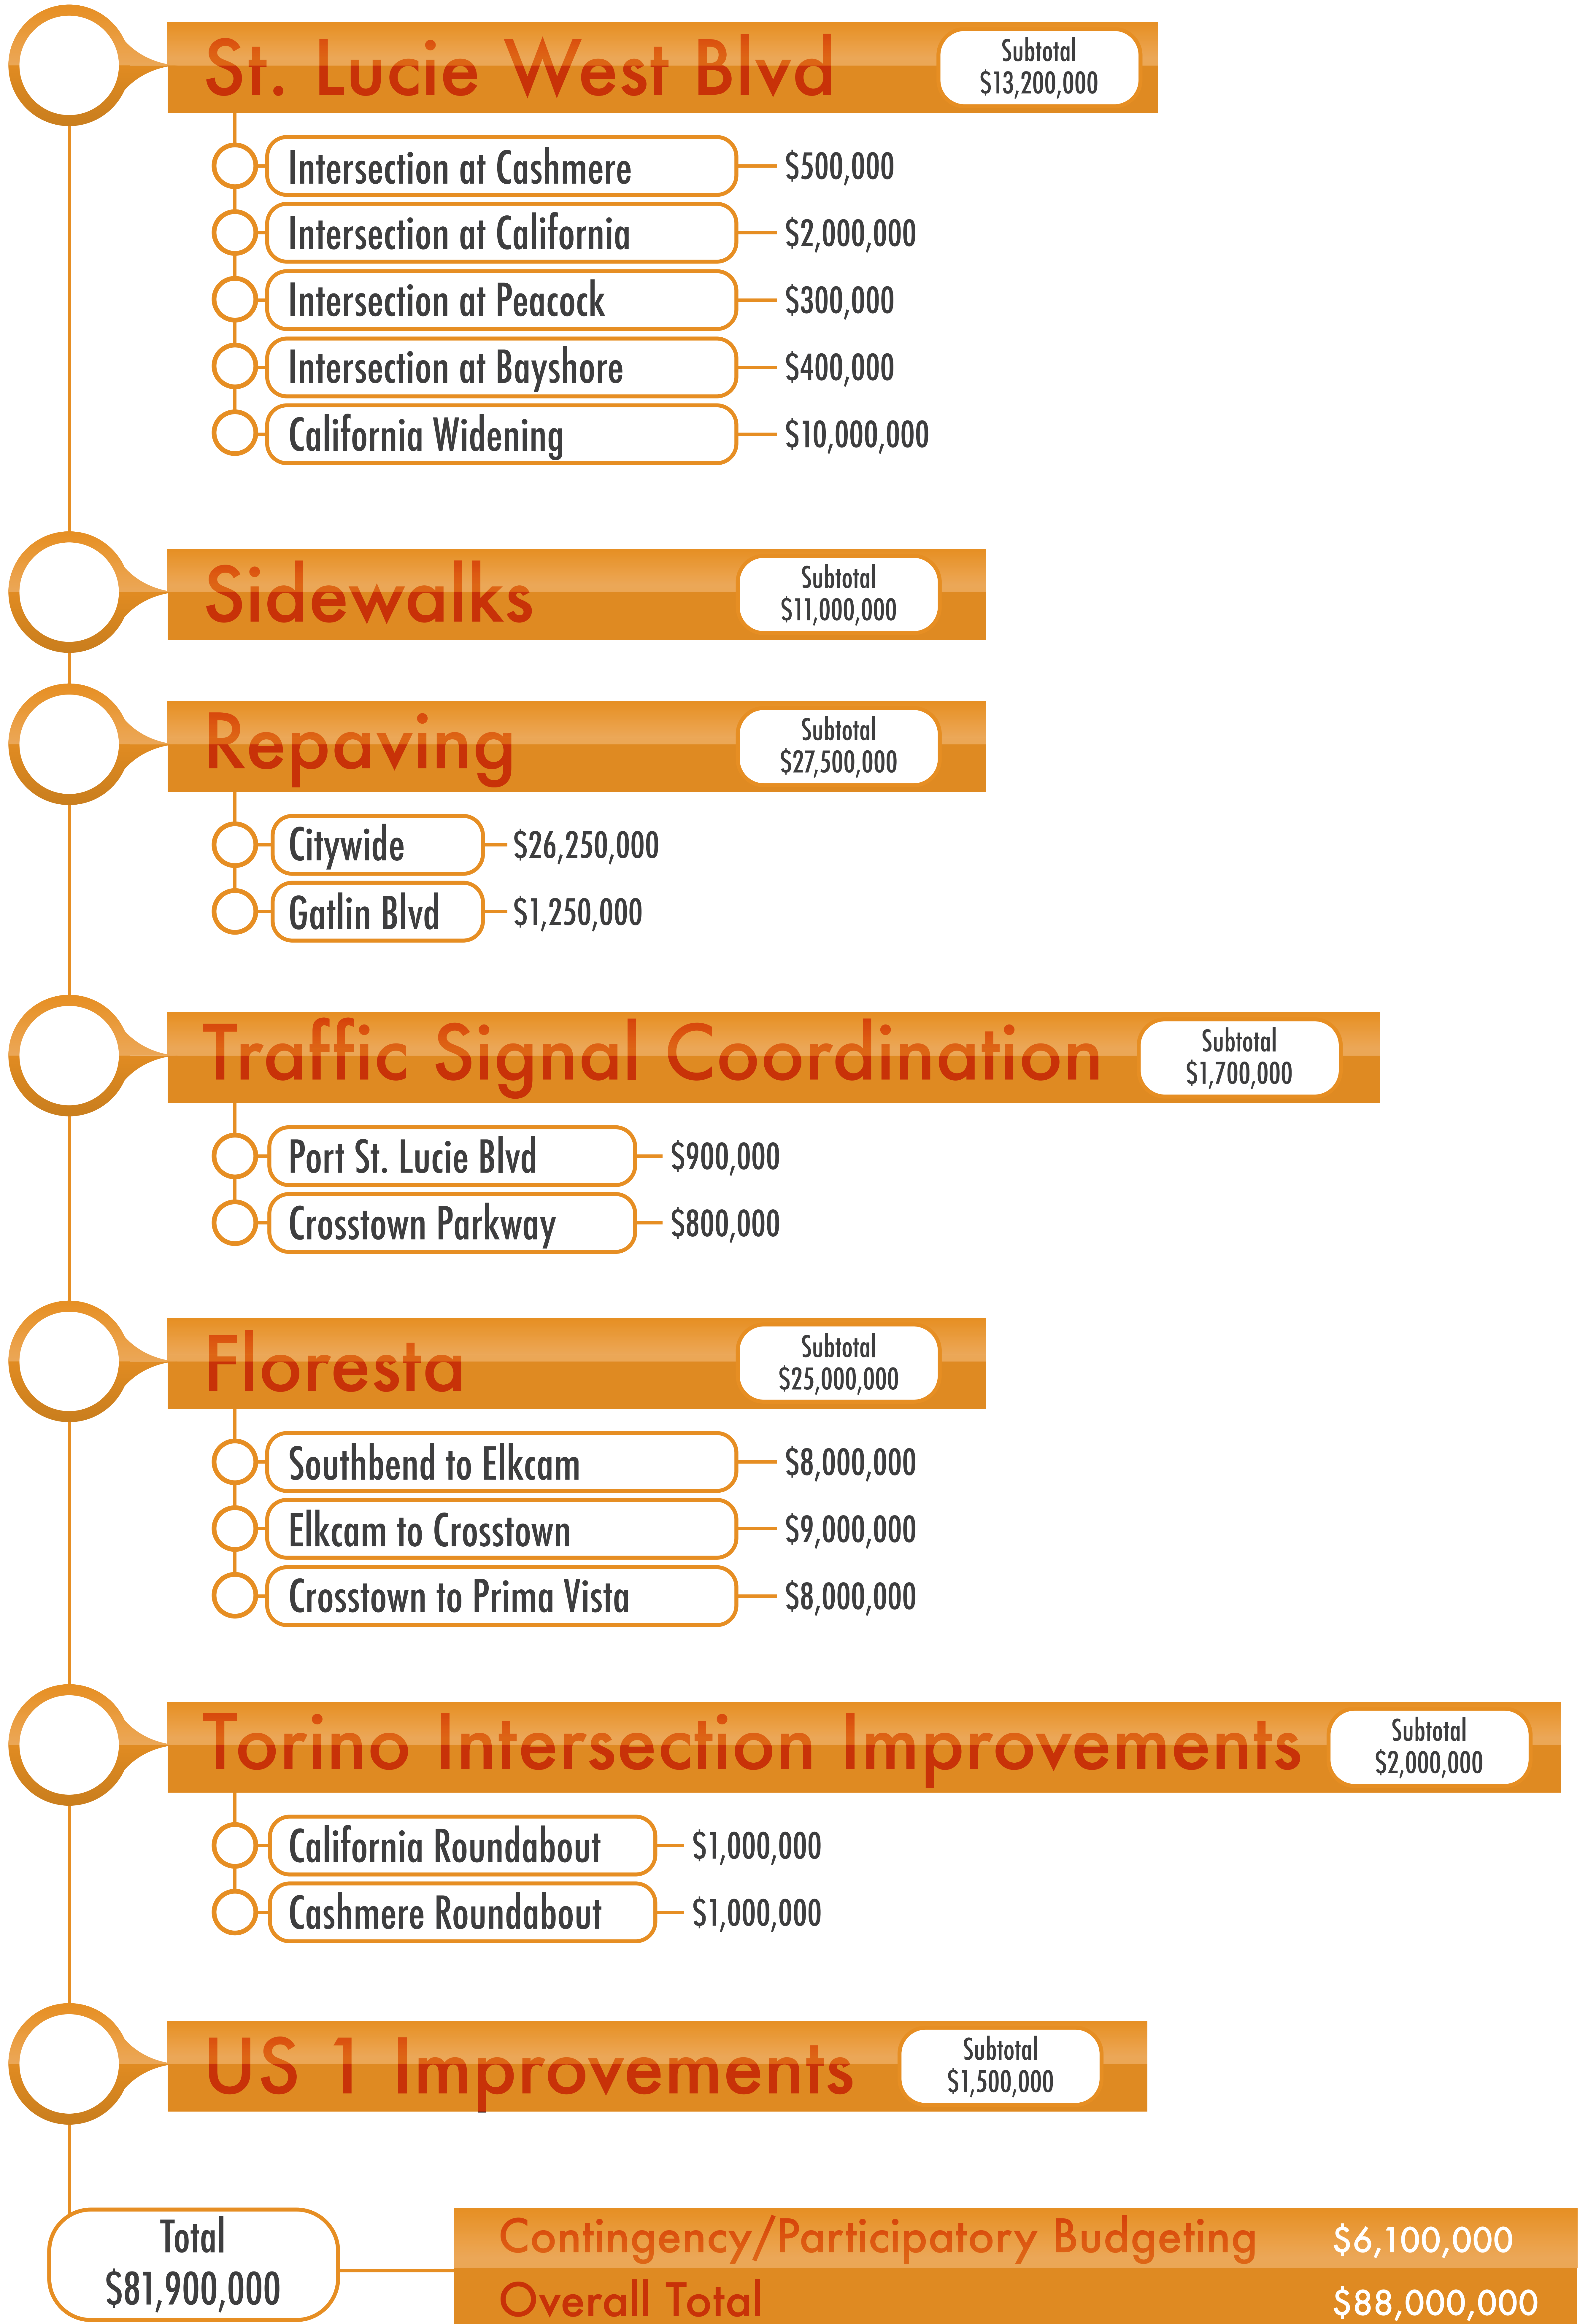 St. Lucie West Blvd
Subtotal
$13,200,000
Intersection at Cashmere $500,000
Intersection at California $2,000,000
Intersection at Peacock $300,000
Intersection at Bayshore $400,000
California Widening $10,000,000
Sidewalks
Subtotal
$11,000,000
Repaving
Subtotal
$27,500,000
Citywide $26,250,000
Gatlin Blvd $1,250,000
Traffic Signal Coordination
Subtotal
$1,700,000
Port St. Lucie Blvd $900,000
Crosstown Parkway $800,000
Floresta
Subtotal
$25,000,000
Southbend to Elkcam $8,000,000
Elkcam to Crosstown $9,000,000
Crosstown to Prima Vista $8,000,000
Torino Intersection Improvements
Subtotal
$2,000,000
California Roundabout $1,000,000
Cashmere Roundabout $1,000,000
US 1 Improvements
Subtotal
$1,500,000
Total
$81,900,000
Contingency/Participatory Budgeting $6,100,000
Overall Total $88,000,000